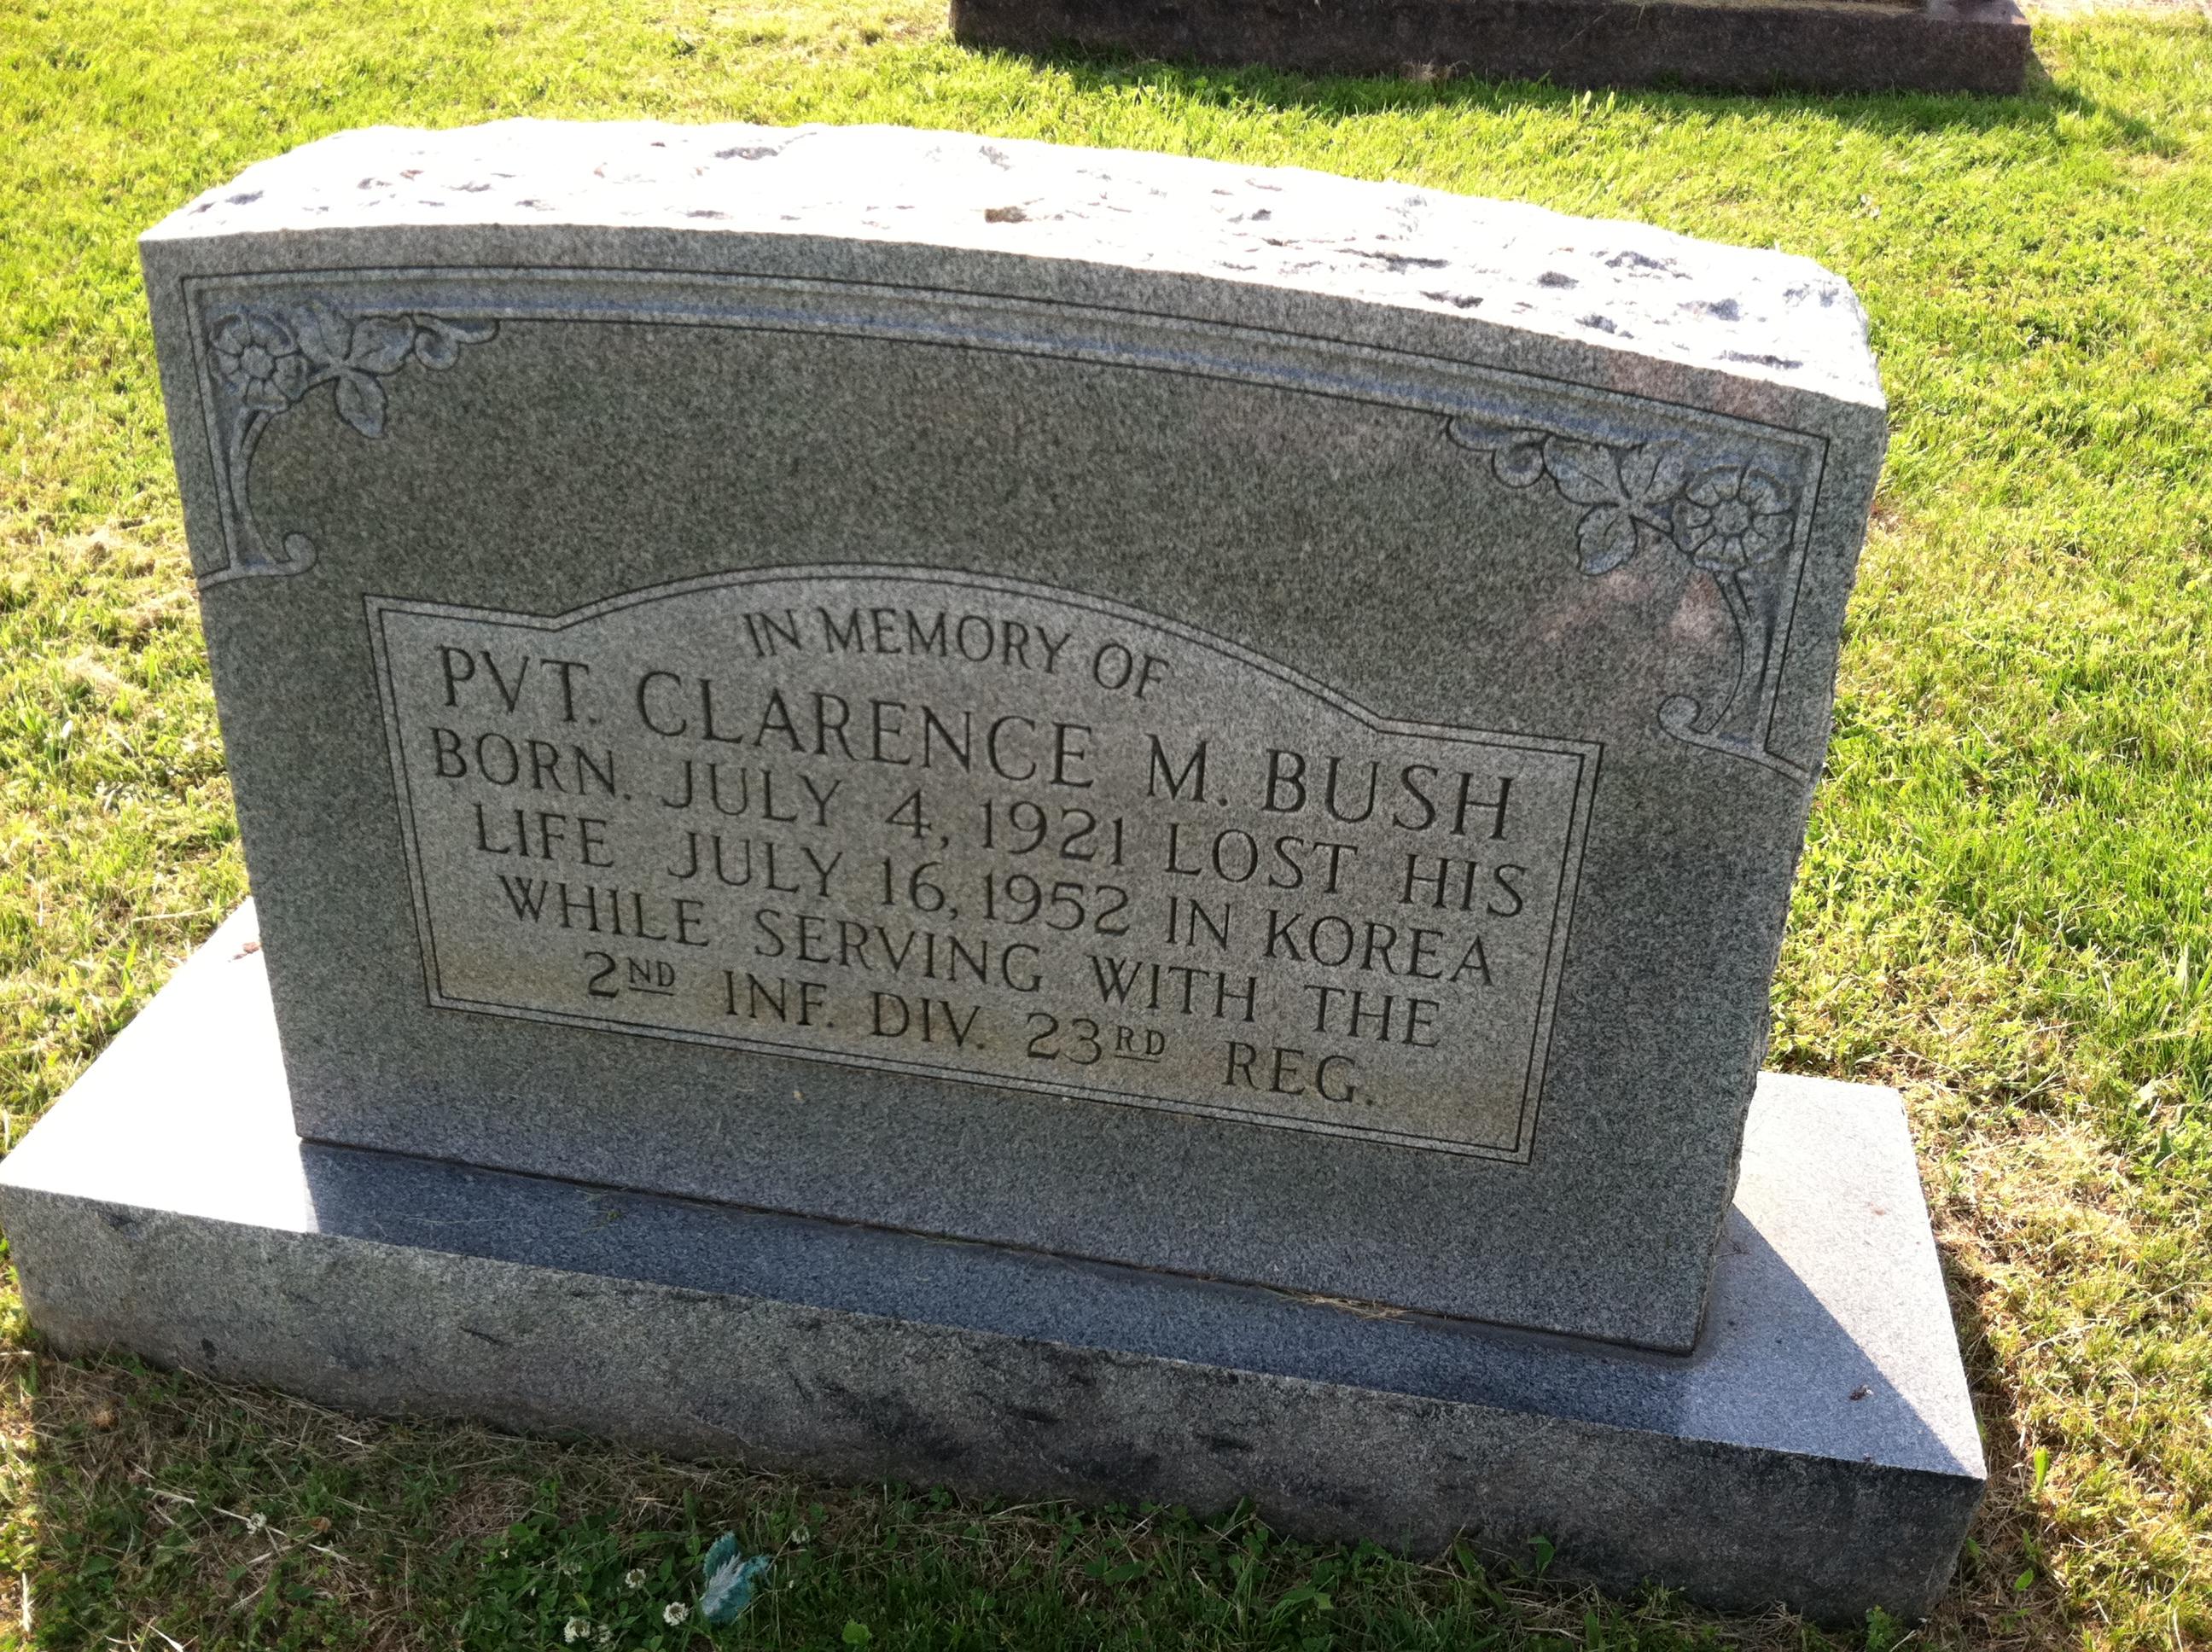 IN MEMORY OF
PVT. CLARENCE M. BUSH
BORN. JULY 4, 1921 LOST HIS
LIFE JULY 16, 1952 IN KOREA
WHILE SERVING WITH THE
2ND INF. DIV. 23RD REG.